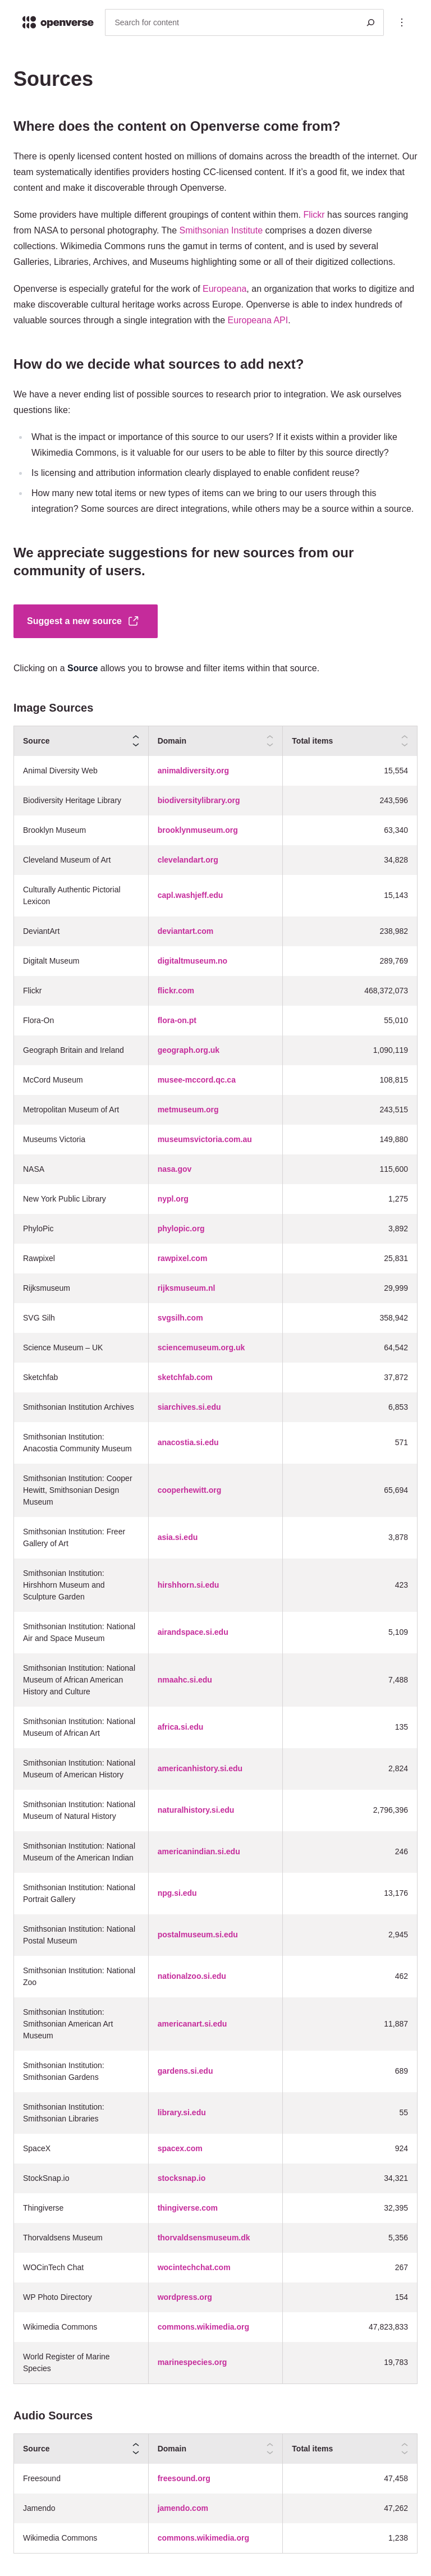 openverse
Search for content
Sources
Where does the content on Openverse come from?
There is openly licensed content hosted on millions of domains across the breadth of the internet. Our
team systematically identifies providers hosting CC-licensed content. If it's a good fit, we index that
content and make it discoverable through Openverse.
Some providers have multiple different groupings of content within them. Flickr has sources ranging
from NASA to personal photography. The Smithsonian Institute comprises a dozen diverse
collections. Wikimedia Commons runs the gamut in terms of content, and is used by several
Galleries, Libraries, Archives, and Museums highlighting some or all of their digitized collections.
Openverse is especially grateful for the work of Europeana, an organization that works to digitize and
make discoverable cultural heritage works across Europe. Openverse is able to index hundreds of
valuable sources through a single integration with the Europeana API.
How do we decide what sources to add next?
We have a never ending list of possible sources to research prior to integration. We ask ourselves
questions like:
What is the impact or importance of this source to our users? If it exists within a provider like
Wikimedia Commons, is it valuable for our users to be able to filter by this source directly?
Is licensing and attribution information clearly displayed to enable confident reuse?
How many new total items or new types of items can we bring to our users through this
integration? Some sources are direct integrations, while others may be a source within a source.
We appreciate suggestions for new sources from our
community of users.
Suggest a new source
Clicking on a Source allows you to browse and filter items within that source.
Image Sources
Source Domain Total items
Animal Diversity Web animaldiversity.org 15,554
Biodiversity Heritage Library biodiversitylibrary.org 243,596
Brooklyn Museum brooklynmuseum.org 63,340
Cleveland Museum of Art clevelandart.org 34,828
Culturally Authentic Pictorial
Lexicon capl.washjeff.edu 15,143
DeviantArt deviantart.com 238,982
Digitalt Museum digitaltmuseum.no 289,769
Flickr flickr.com 468,372,073
Flora-On flora-on.pt 55,010
Geograph Britain and Ireland geograph.org.uk 1,090,119
McCord Museum musee-mccord.qc.ca 108,815
Metropolitan Museum of Art metmuseum.org 243,515
Museums Victoria museumsvictoria.com.au 149,880
NASA nasa.gov 115,600
New York Public Library nypl.org 1,275
PhyloPic phylopic.org 3,892
Rawpixel rawpixel.com 25,831
Rijksmuseum rijksmuseum.nl 29,999
SVG Silh svgsilh.com 358,942
Science Museum – UK sciencemuseum.org.uk 64,542
Sketchfab sketchfab.com 37,872
Smithsonian Institution Archives siarchives.si.edu 6,853
Smithsonian Institution:
Anacostia Community Museum anacostia.si.edu 571
Smithsonian Institution: Cooper
Hewitt, Smithsonian Design cooperhewitt.org 65,694
Museum
Smithsonian Institution: Freer
Gallery of Art asia.si.edu 3,878
Smithsonian Institution:
Hirshhorn Museum and hirshhorn.si.edu 423
Sculpture Garden
Smithsonian Institution: National
Air and Space Museum airandspace.si.edu 5,109
Smithsonian Institution: National
Museum of African American nmaahc.si.edu 7,488
History and Culture
Smithsonian Institution: National
Museum of African Art africa.si.edu 135
Smithsonian Institution: National
Museum of American History americanhistory.si.edu 2,824
Smithsonian Institution: National
Museum of Natural History naturalhistory.si.edu 2,796,396
Smithsonian Institution: National
Museum of the American Indian americanindian.si.edu 246
Smithsonian Institution: National
Portrait Gallery npg.si.edu 13,176
Smithsonian Institution: National
Postal Museum postalmuseum.si.edu 2,945
Smithsonian Institution: National
Zoo nationalzoo.si.edu 462
Smithsonian Institution:
Smithsonian American Art americanart.si.edu 11,887
Museum
Smithsonian Institution:
Smithsonian Gardens gardens.si.edu 689
Smithsonian Institution:
Smithsonian Libraries library.si.edu 55
SpaceX spacex.com 924
StockSnap.io stocksnap.io 34,321
Thingiverse thingiverse.com 32,395
Thorvaldsens Museum thorvaldsensmuseum.dk 5,356
WOCinTech Chat wocintechchat.com 267
WP Photo Directory wordpress.org 154
Wikimedia Commons commons.wikimedia.org 47,823,833
World Register of Marine
Species marinespecies.org 19,783
Audio Sources
Source Domain Total items
Freesound freesound.org 47,458
Jamendo jamendo.com 47,262
Wikimedia Commons commons.wikimedia.org 1,238